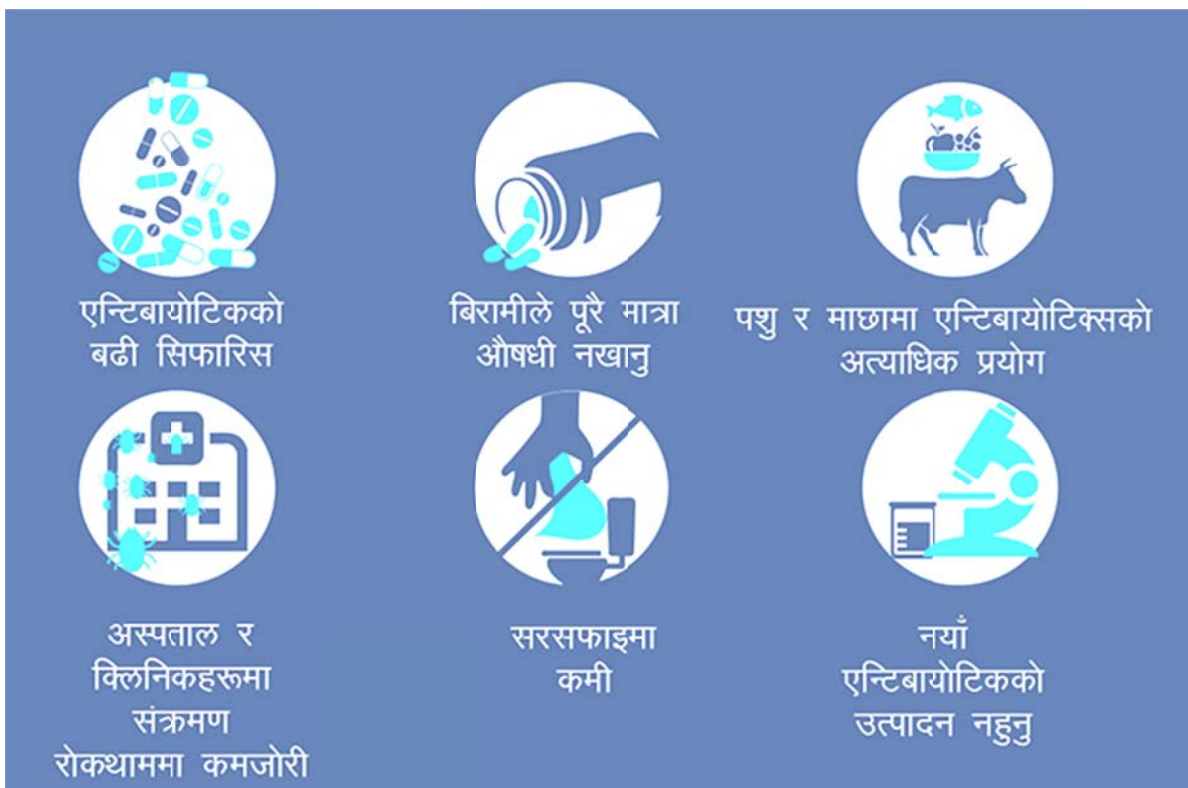 एन्टिबायोटिकको
बढी सिफारिस
बिरामीले पूरै मात्रा
औषधी नखानु
पशु र माछामा एन्टिबायोटिक्सको
अत्याधिक प्रयोग
अस्पताल र
क्लिनिकहरूमा
संक्रमण
रोकथाममा कमजोरी
सरसफाइमा
कमी
नयाँ
एन्टिबायोटिकको
उत्पादन नहुनु